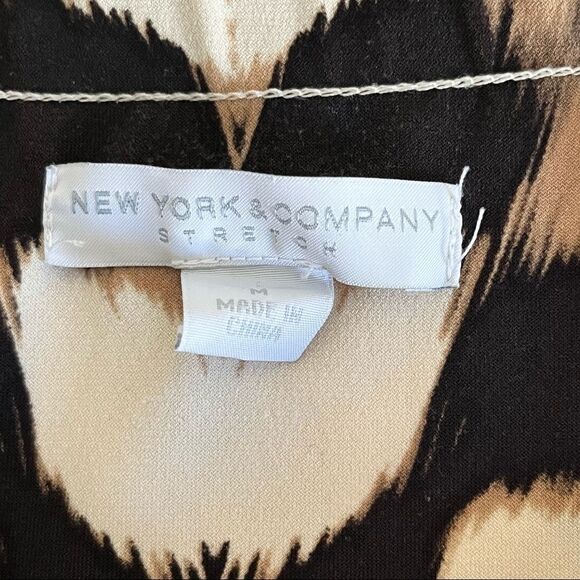 NEW YORK & COMPANY
STRETCH
M
MADE IN
CHINA